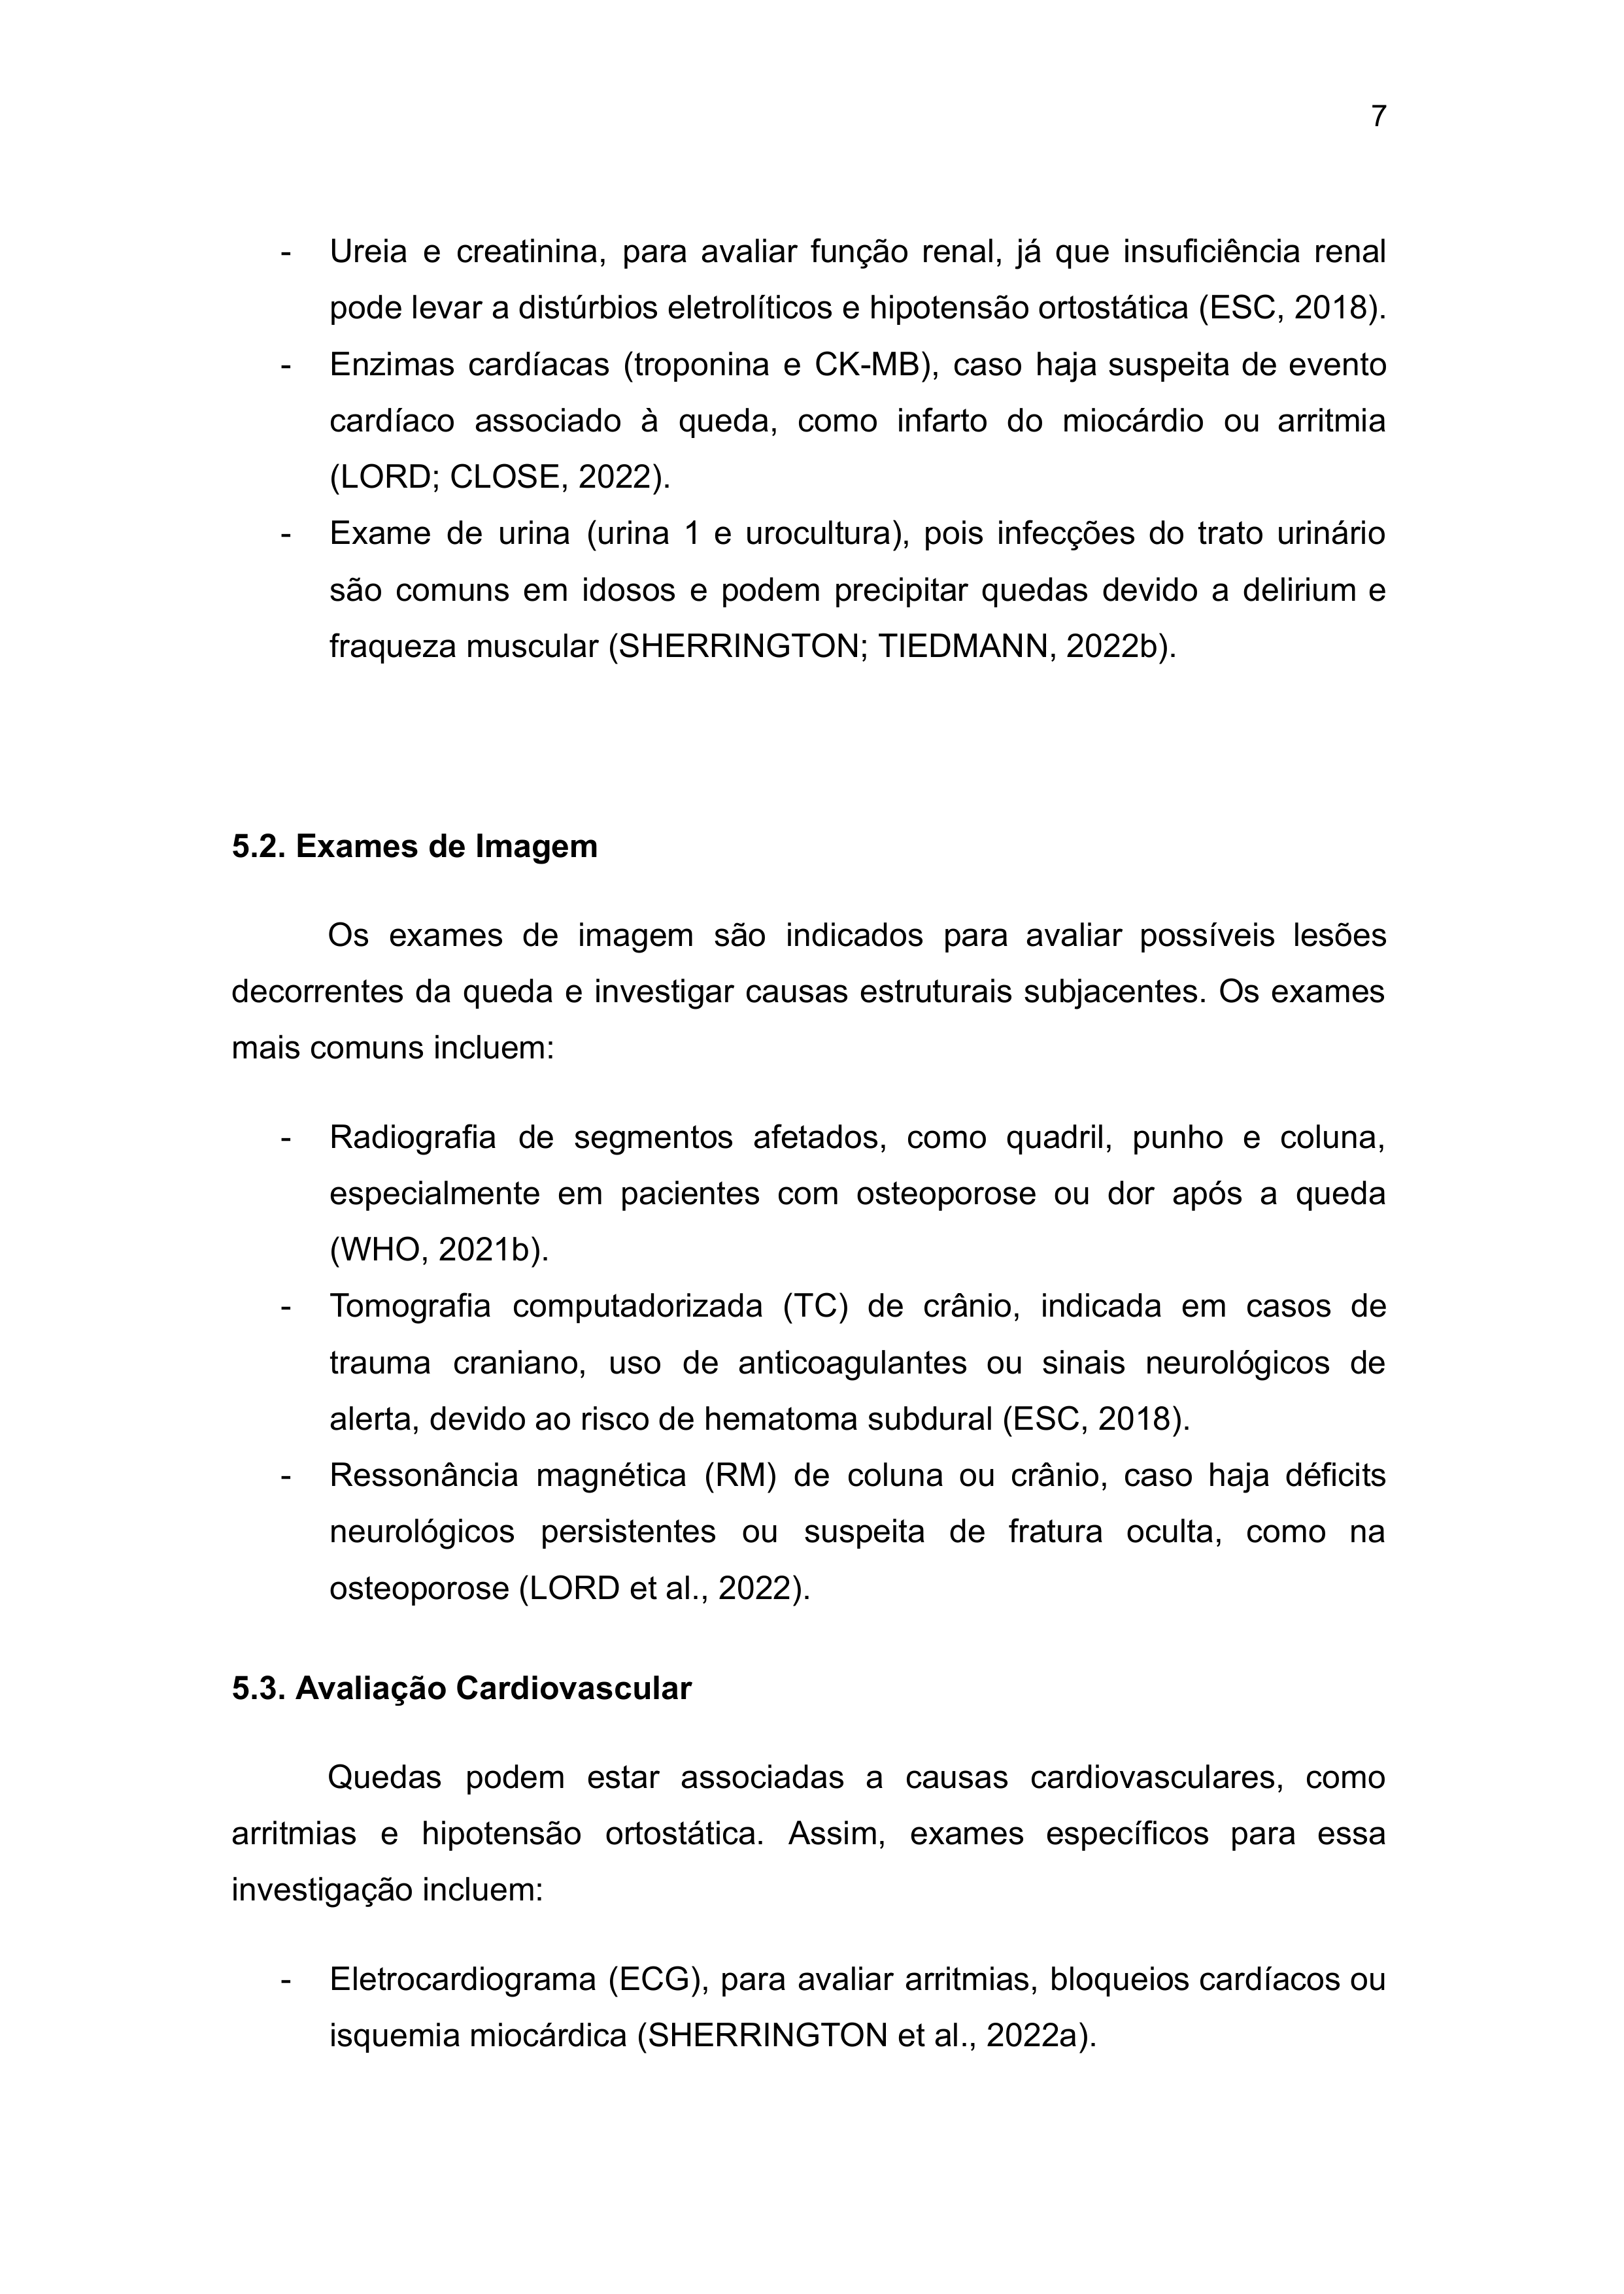 7
- Ureia e creatinina, para avaliar função renal, já que insuficiência renal
pode levar a distúrbios eletrolíticos e hipotensão ortostática (ESC, 2018).
- Enzimas cardíacas (troponina e CK-MB), caso haja suspeita de evento
cardíaco associado à queda, como infarto do miocárdio ou arritmia
(LORD; CLOSE, 2022).
- Exame de urina (urina 1 e urocultura), pois infecções do trato urinário
são comuns em idosos e podem precipitar quedas devido a delirium e
fraqueza muscular (SHERRINGTON; TIEDMANN, 2022b).
5.2. Exames de Imagem
Os exames de imagem são indicados para avaliar possíveis lesões
decorrentes da queda e investigar causas estruturais subjacentes. Os exames
mais comuns incluem:
- Radiografia de segmentos afetados, como quadril, punho e coluna,
especialmente em pacientes com osteoporose ou dor após a queda
(WHO, 2021b).
- Tomografia computadorizada (TC) de crânio, indicada em casos de
trauma craniano, uso de anticoagulantes ou sinais neurológicos de
alerta, devido ao risco de hematoma subdural (ESC, 2018).
- Ressonância magnética (RM) de coluna ou crânio, caso haja déficits
neurológicos persistentes ou suspeita de fratura oculta, como na
osteoporose (LORD et al., 2022).
5.3. Avaliação Cardiovascular
Quedas podem estar associadas a causas cardiovasculares, como
arritmias e hipotensão ortostática. Assim, exames específicos para essa
investigação incluem:
- Eletrocardiograma (ECG), para avaliar arritmias, bloqueios cardíacos ou
isquemia miocárdica (SHERRINGTON et al., 2022a).